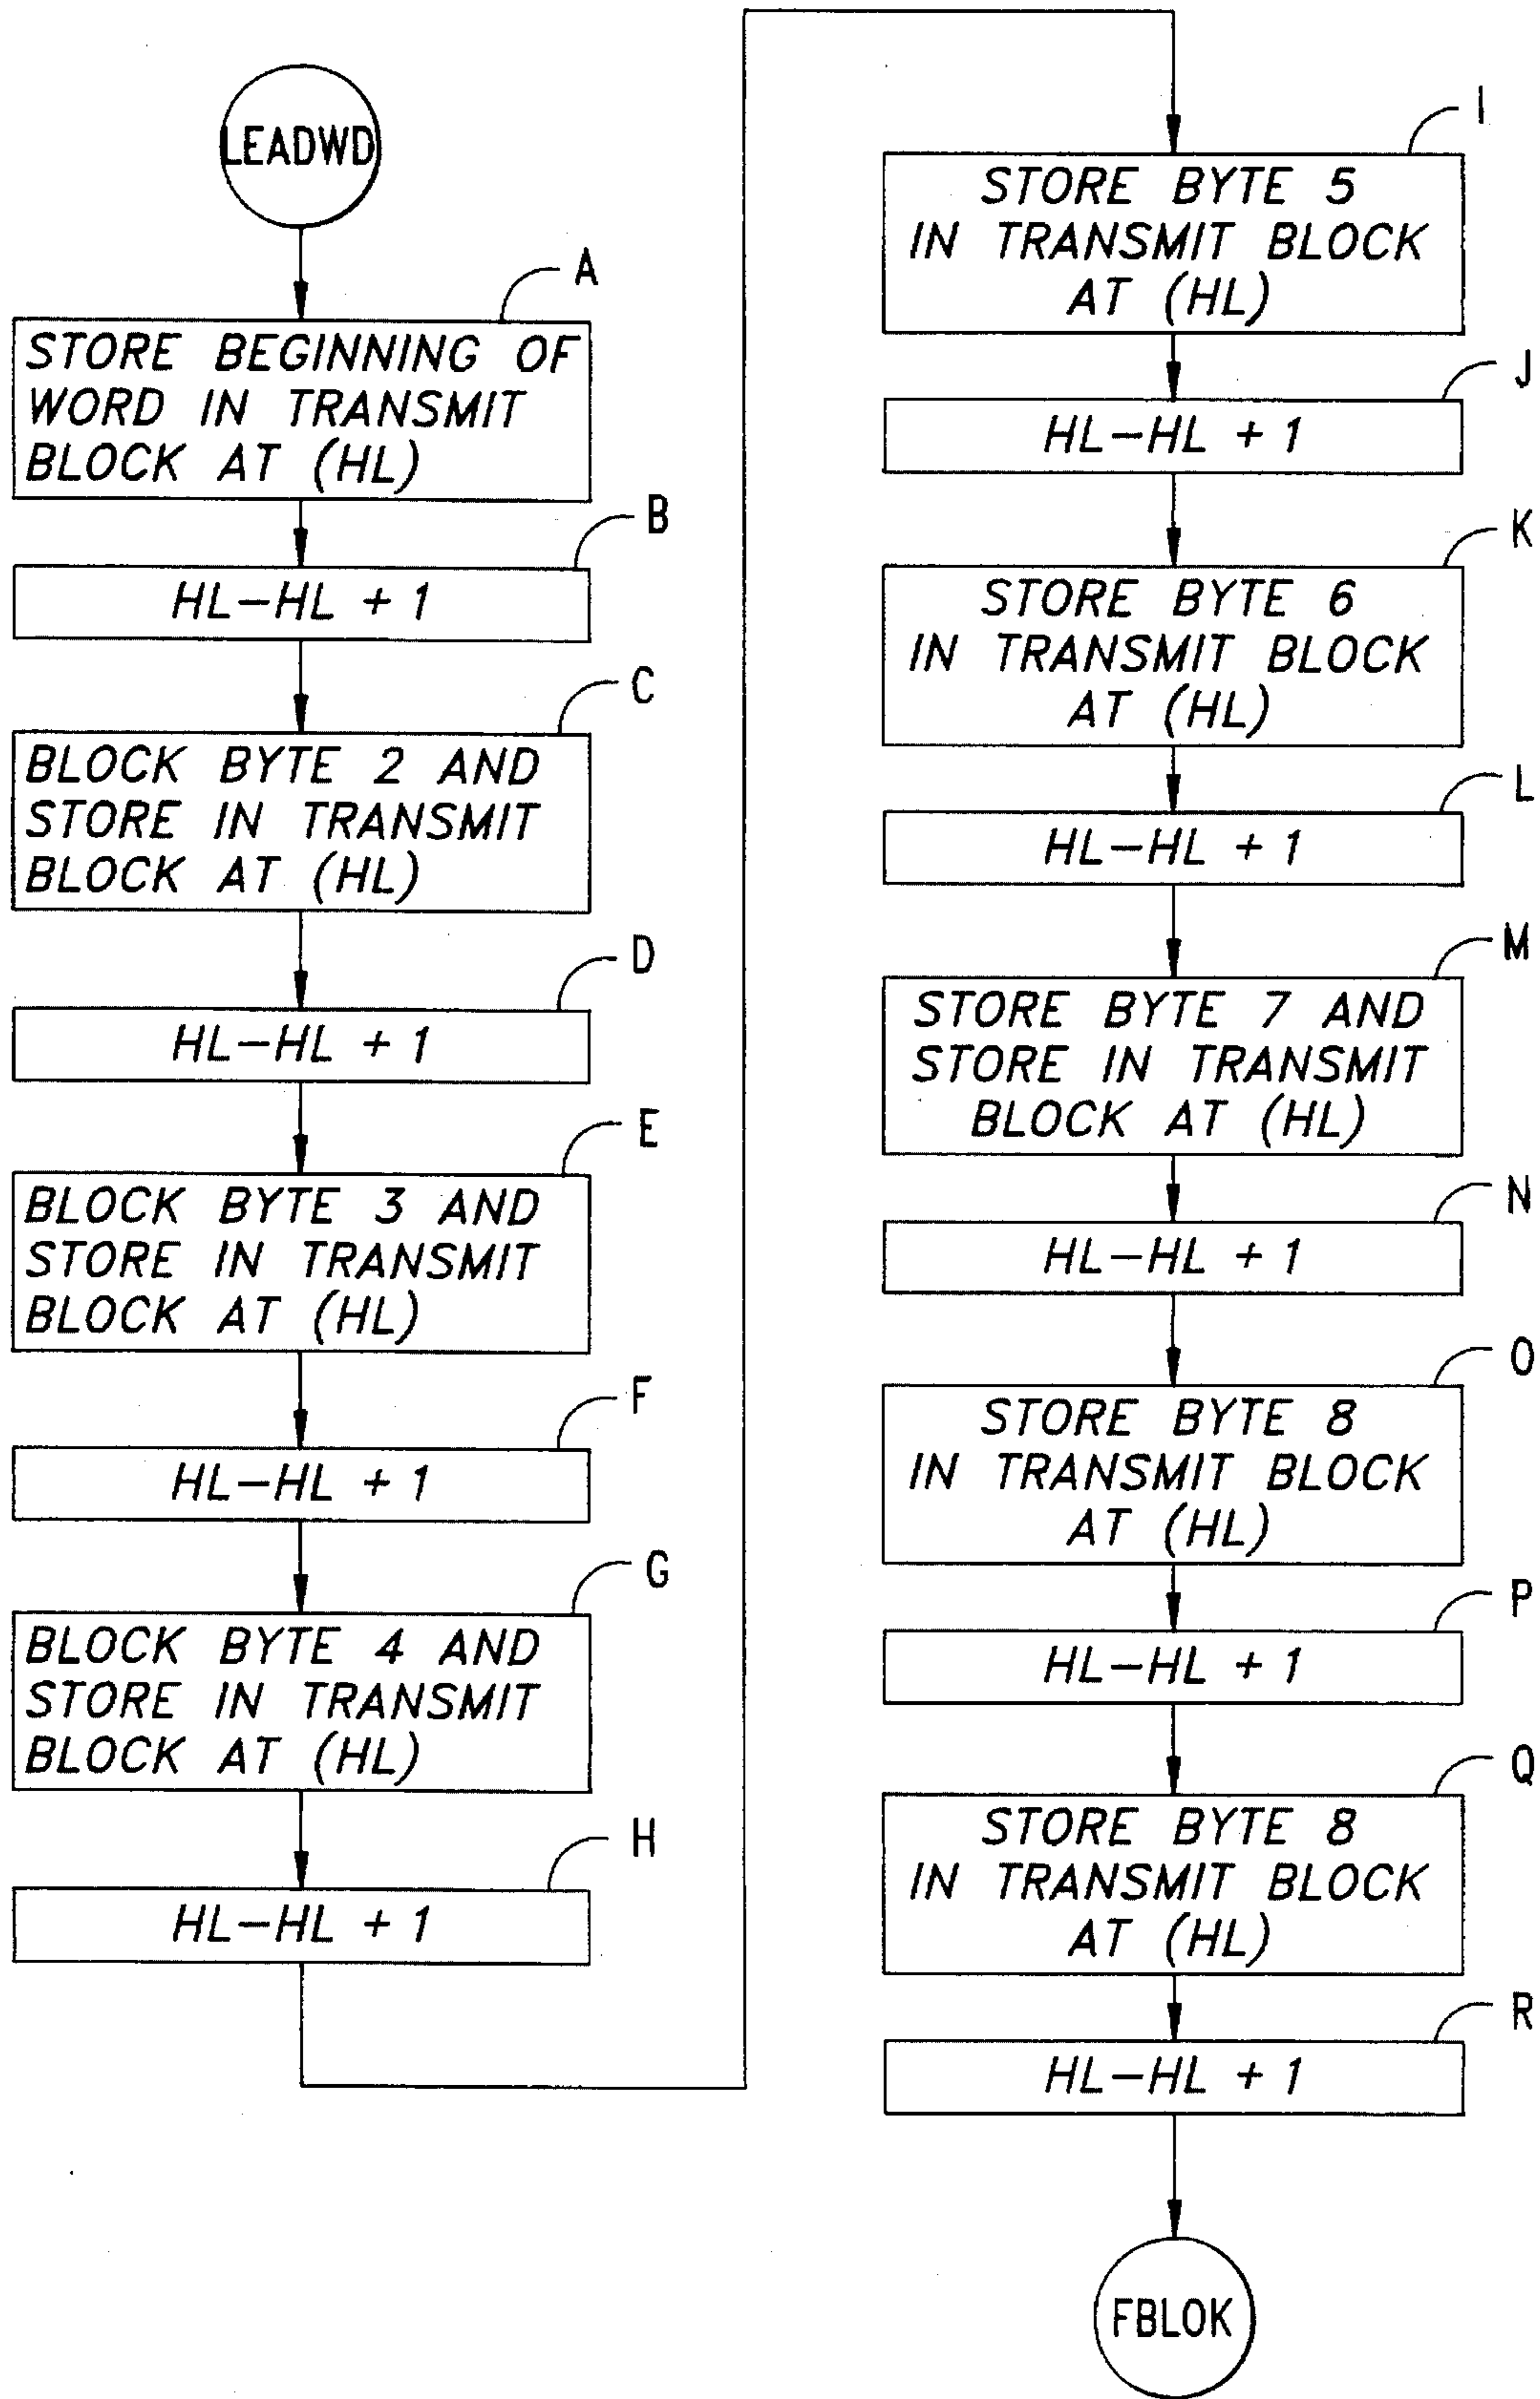 LEADWD
A
STORE BEGINNING OF
WORD IN TRANSMIT
BLOCK AT (HL)
B
HL-HL + 1
C
BLOCK BYTE 2 AND
STORE IN TRANSMIT
BLOCK AT (HL)
D
HL-HL + 1
E
BLOCK BYTE 3 AND
STORE IN TRANSMIT
BLOCK AT (HL)
F
HL-HL + 1
G
BLOCK BYTE 4 AND
STORE IN TRANSMIT
BLOCK AT (HL)
H
HL-HL + 1
I
STORE BYTE 5
IN TRANSMIT BLOCK
AT (HL)
J
HL-HL + 1
K
STORE BYTE 6
IN TRANSMIT BLOCK
AT (HL)
L
HL-HL + 1
M
STORE BYTE 7 AND
STORE IN TRANSMIT
BLOCK AT (HL)
N
HL-HL + 1
O
STORE BYTE 8
IN TRANSMIT BLOCK
AT (HL)
P
HL-HL + 1
Q
STORE BYTE 8
IN TRANSMIT BLOCK
AT (HL)
R
HL-HL + 1
FBLOK